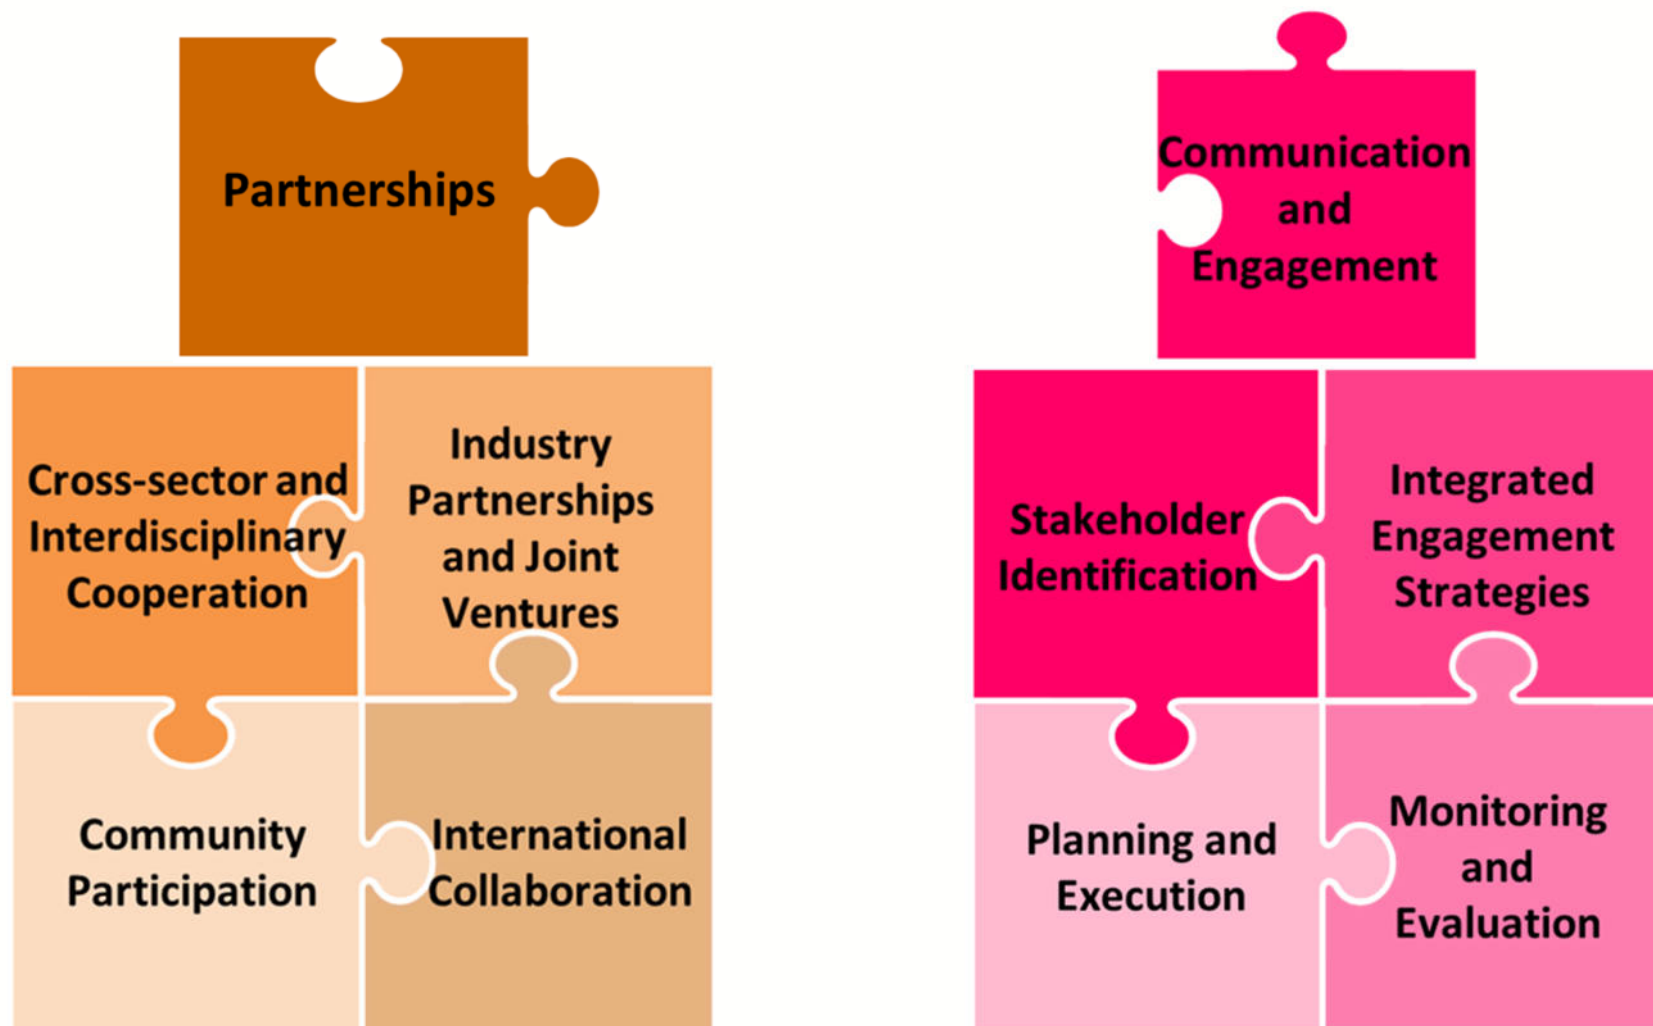 Partnerships
Cross-sector and
Interdisciplinary
Cooperation
Industry
Partnerships
and Joint
Ventures
Community
Participation
International
Collaboration
Communication
and
Engagement
Stakeholder
Identification
Integrated
Engagement
Strategies
Planning and
Execution
Monitoring
and
Evaluation